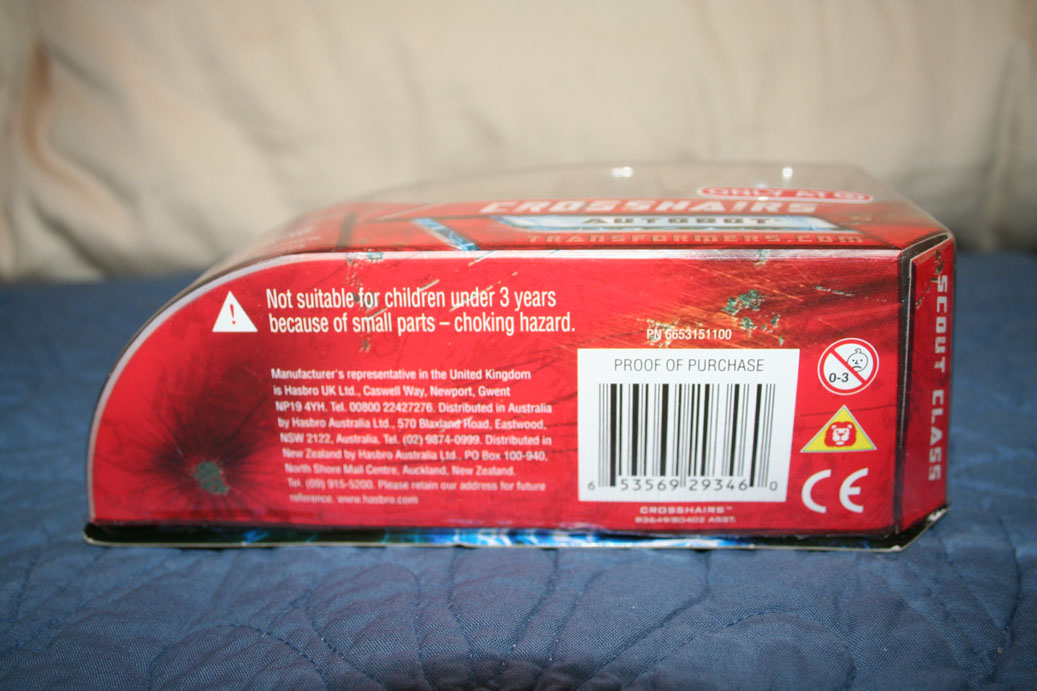 ONLY AT
CROSSHAIRS
AUTOBOT
TRANSFORMERS.COM
Not suitable for children under 3 years
because of small parts – choking hazard.
Manufacturer's representative in the United Kingdom
is Hasbro UK Ltd., Caswell Way, Newport, Gwent
NP19 4YH. Tel. 00800 22427276. Distributed in Australia
by Hasbro Australia Ltd., 570 Blaxland Road, Eastwood,
NSW 2122, Australia. Tel. (02) 9874-0999. Distributed in
New Zealand by Hasbro Australia Ltd., PO Box 100-940,
North Shore Mail Centre, Auckland, New Zealand.
Tel. (09) 915-5200. Please retain our address for future
reference. www.hasbro.com
PN 6653151100
PROOF OF PURCHASE
6 53569 29346 0
CROSSHAIRS™
93649/83402 ASST.
0-3
CE
SCOUT CLASS